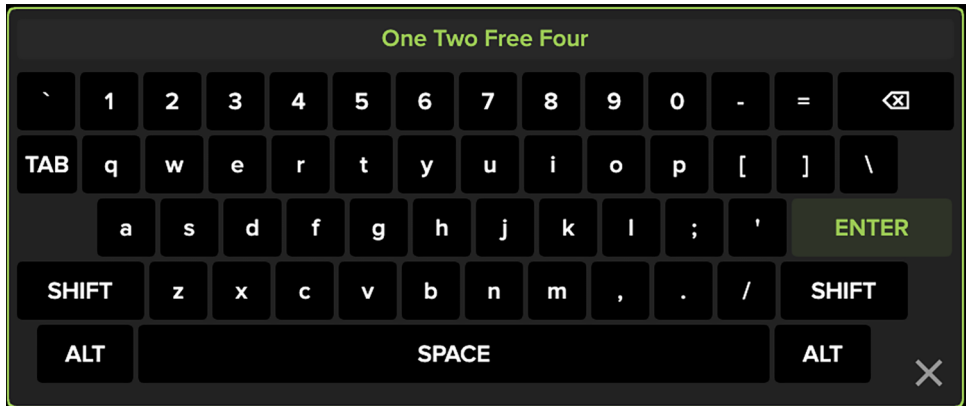 One Two Free Four
` 1 2 3 4 5 6 7 8 9 0 - =
TAB q w e r t y u i o p [ ] \
a s d f g h j k l ; ' ENTER
SHIFT z x c v b n m , . / SHIFT
ALT SPACE ALT